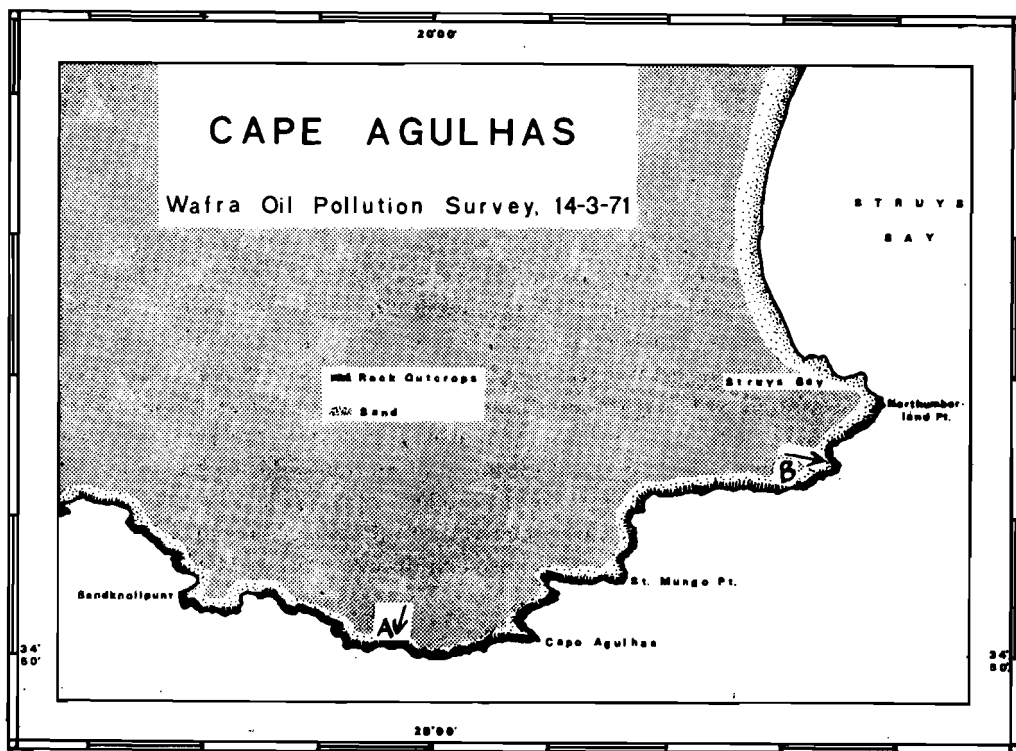 20°00'
CAPE AGULHAS
Wafra Oil Pollution Survey, 14-3-71
STRUYS
BAY
Rock Outcrops
Sand
Struys Bay
Northumber-
land Pt.
B
St. Mungo Pt.
Sandknollpunt
A
Cape Agulhas
34°
50'
34°
50'
20°00'